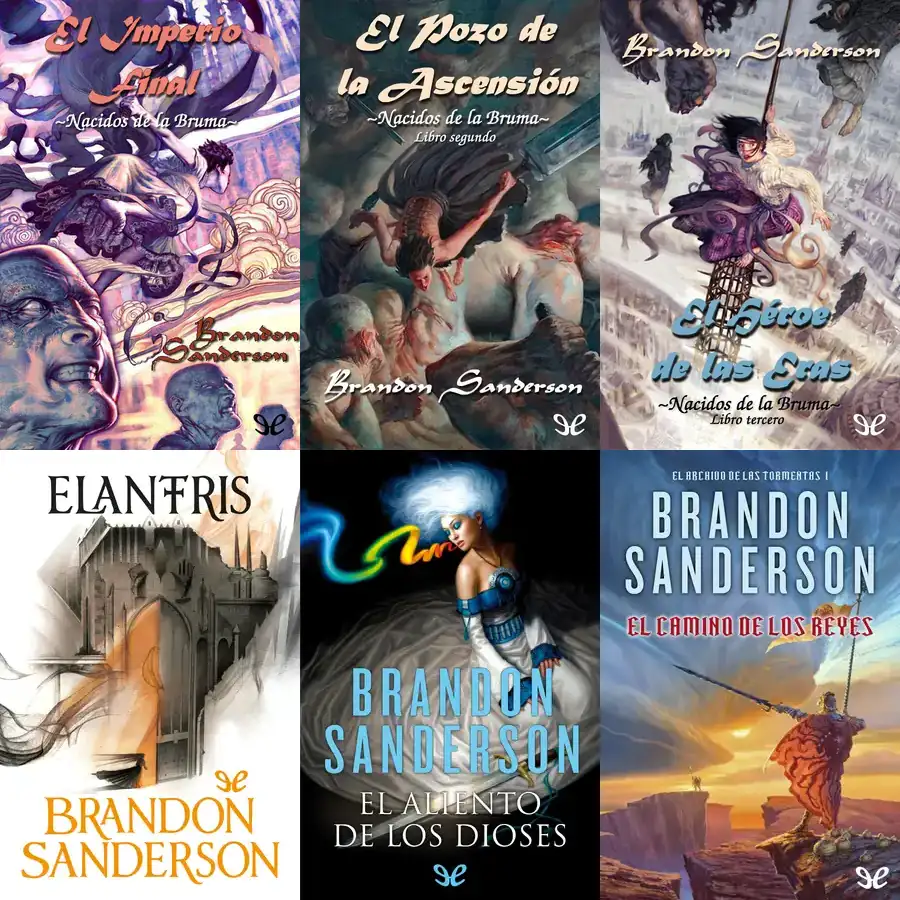 El Imperio
Final
~Nacidos de la Bruma~
Brandon
Sanderson
El Pozo de
la Ascensión
~Nacidos de la Bruma~
Libro segundo
Brandon Sanderson
Brandon Sanderson
El Héroe
de las Eras
~Nacidos de la Bruma~
Libro tercero
ELANTRIS
BRANDON
SANDERSON
BRANDON
SANDERSON
EL ALIENTO
DE LOS DIOSES
EL ARCHIVO DE LAS TORMENTAS I
BRANDON
SANDERSON
EL CAMINO DE LOS REYES